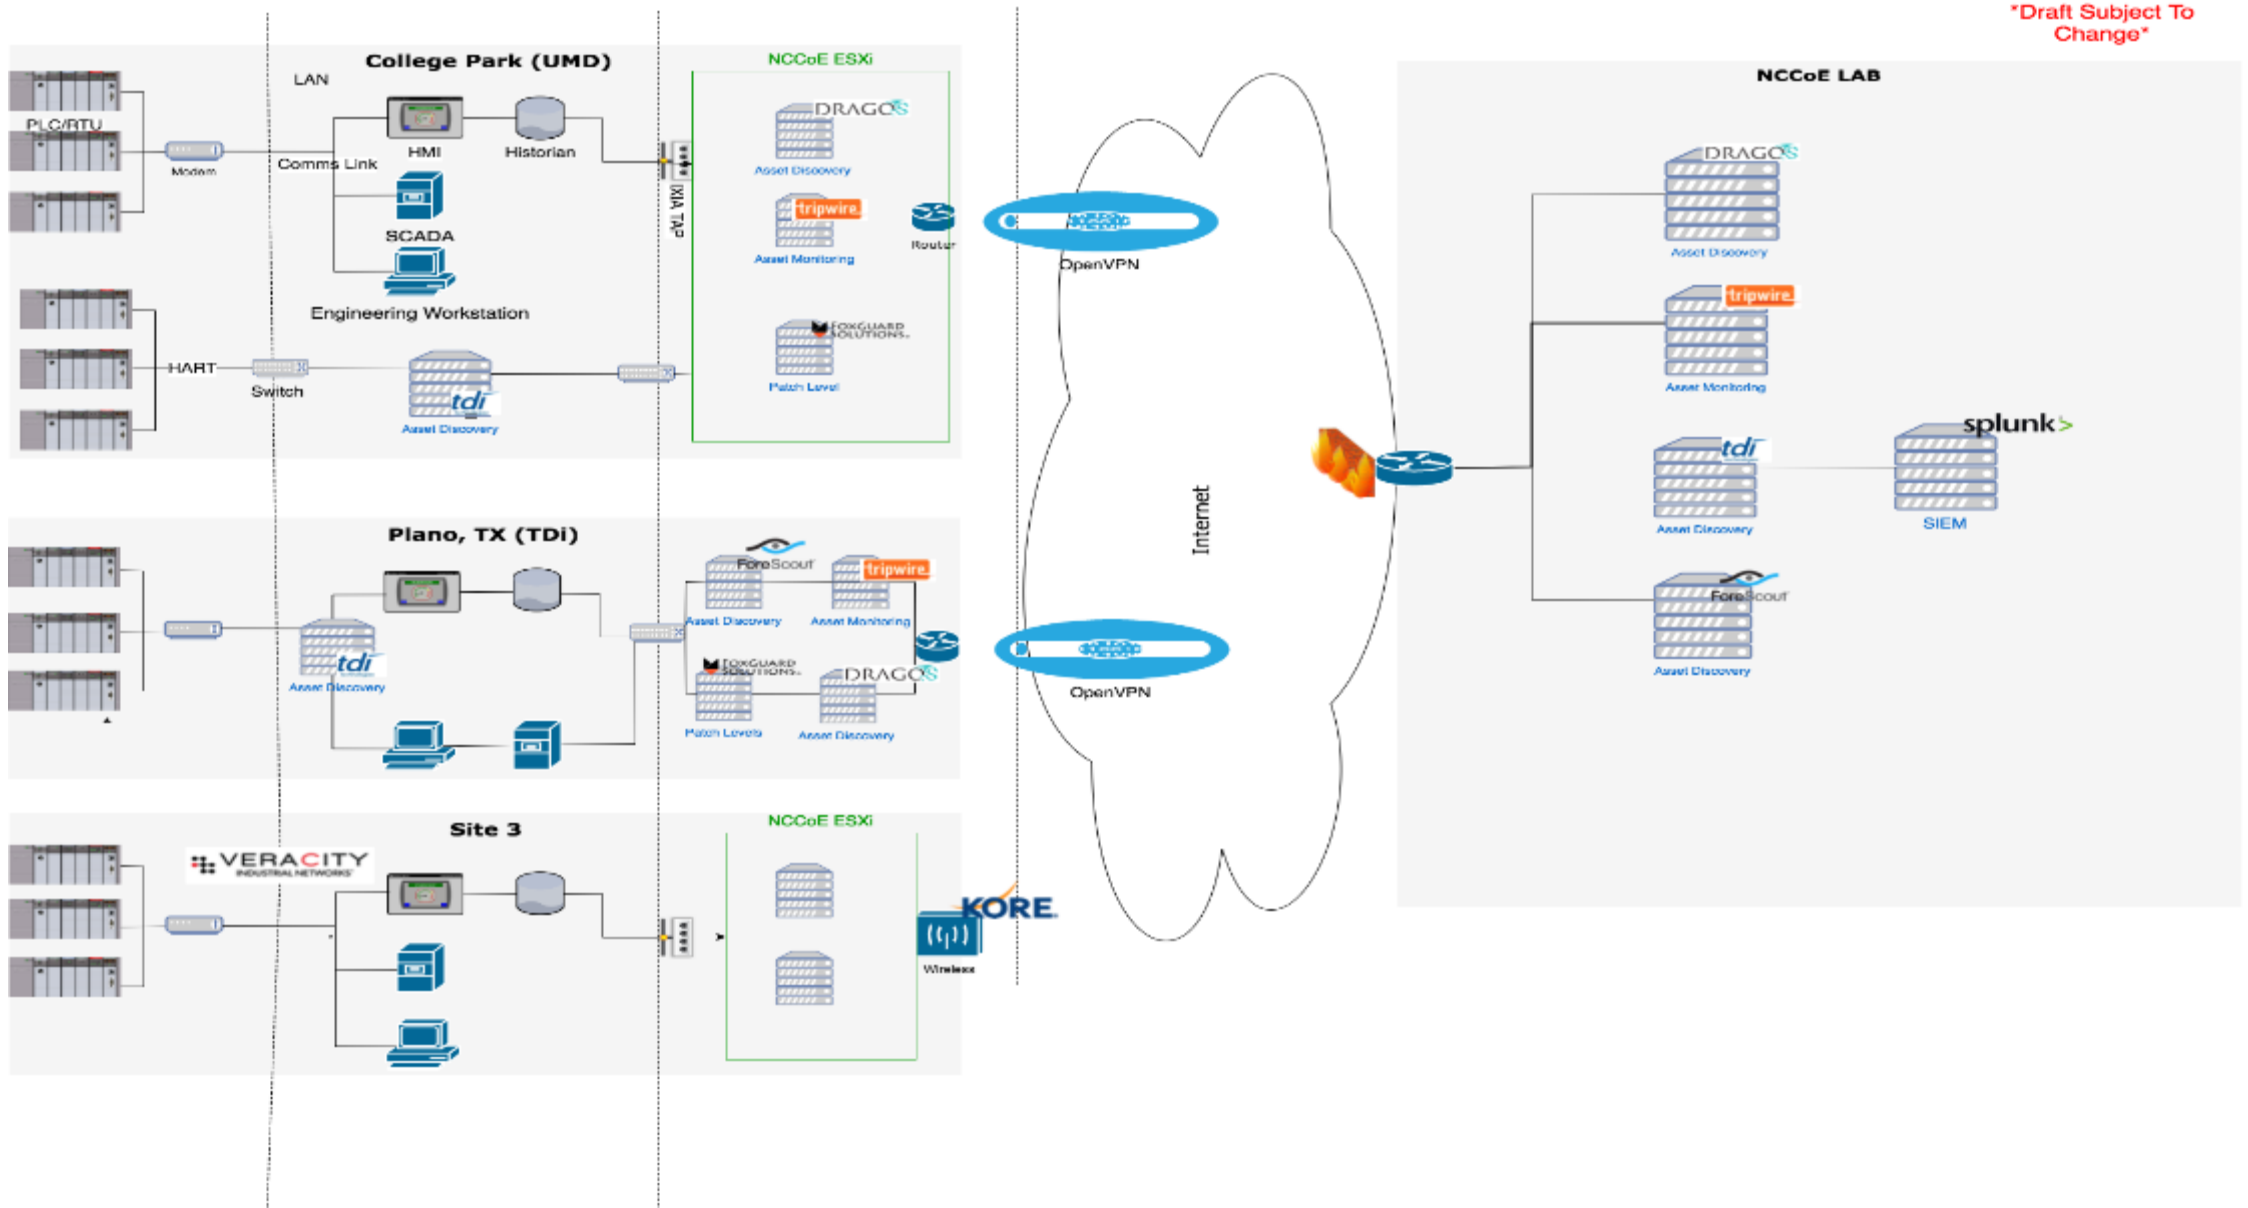 *Draft Subject To
Change*
College Park (UMD)
NCCoE ESXi
LAN
PLC/RTU
Modem
Comms Link
HMI
Historian
SCADA
Engineering Workstation
IXIA TAP
DRAGOS
Asset Discovery
tripwire
Asset Monitoring
Router
FOXGUARD
SOLUTIONS
Patch Level
HART
Switch
tdi
Asset Discovery
OpenVPN
Internet
NCCoE LAB
DRAGOS
Asset Discovery
tripwire
Asset Monitoring
tdi
Asset Discovery
splunk>
SIEM
ForeScout
Asset Discovery
Plano, TX (TDi)
tdi
Asset Discovery
ForeScout
Asset Discovery
tripwire
Asset Monitoring
FOXGUARD
SOLUTIONS
Patch Levels
DRAGOS
Asset Discovery
OpenVPN
Site 3
NCCoE ESXi
VERACITY
INDUSTRIAL NETWORKS
KORE
Wireless